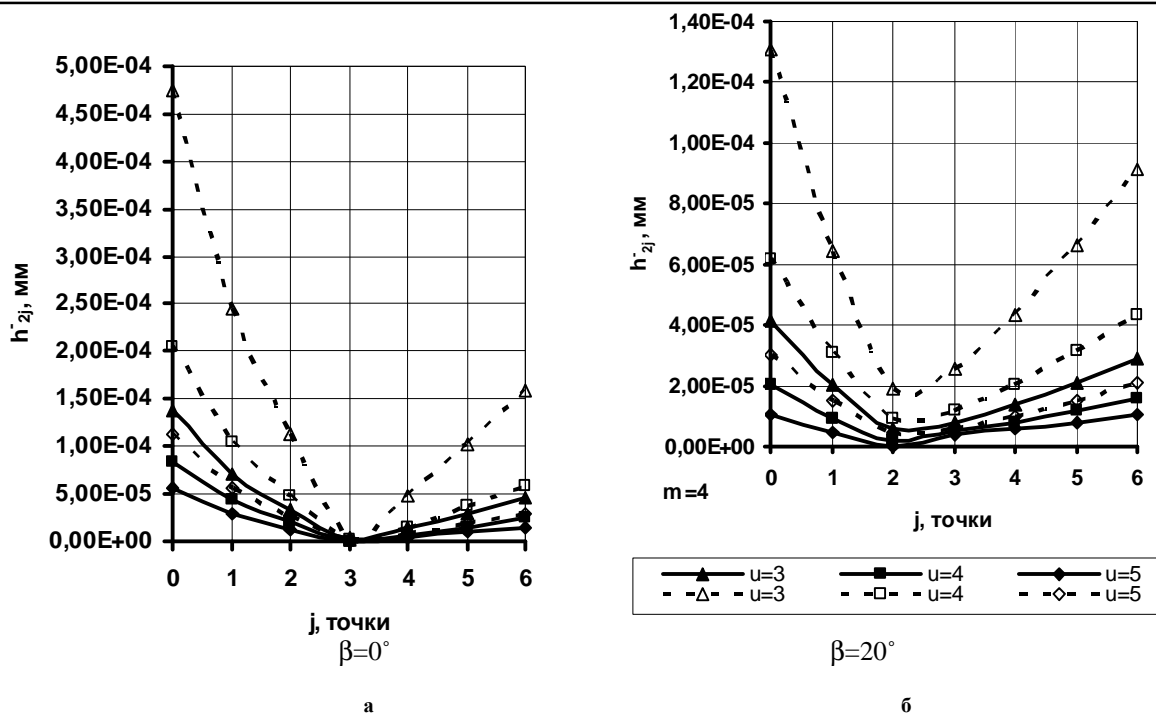 5,00E-04
4,50E-04
4,00E-04
3,50E-04
3,00E-04
2,50E-04
2,00E-04
1,50E-04
1,00E-04
5,00E-05
0,00E+00
h⁻₂ⱼ, мм
0 1 2 3 4 5 6
j, точки
β=0°
а
1,40E-04
1,20E-04
1,00E-04
8,00E-05
6,00E-05
4,00E-05
2,00E-05
0,00E+00
h⁻₂ⱼ, мм
0 1 2 3 4 5 6
m=4
j, точки
u=3 u=4 u=5
u=3 u=4 u=5
β=20°
б